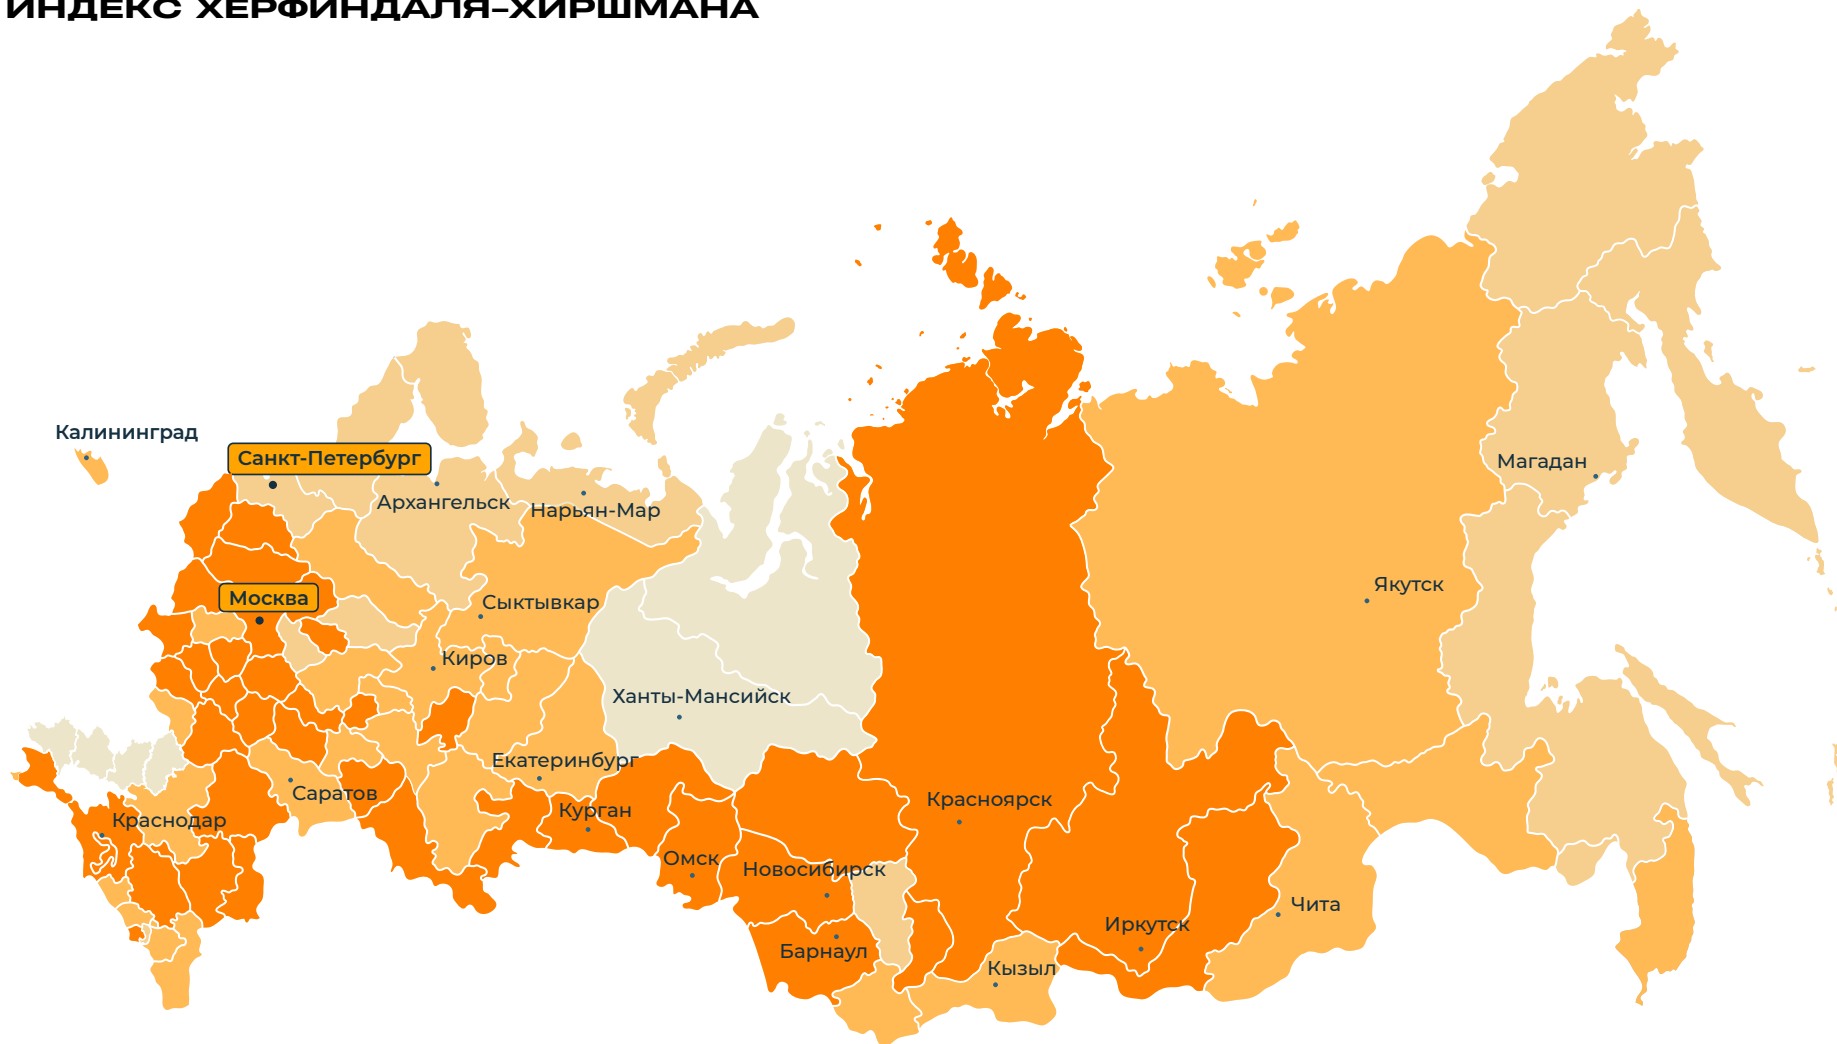 ИНДЕКС ХЕРФИНДАЛЯ–ХИРШМАНА
Калининград
Санкт-Петербург
Архангельск
Нарьян-Мар
Магадан
Москва
Сыктывкар
Якутск
Киров
Ханты-Мансийск
Екатеринбург
Саратов
Курган
Красноярск
Краснодар
Омск
Новосибирск
Чита
Иркутск
Барнаул
Кызыл